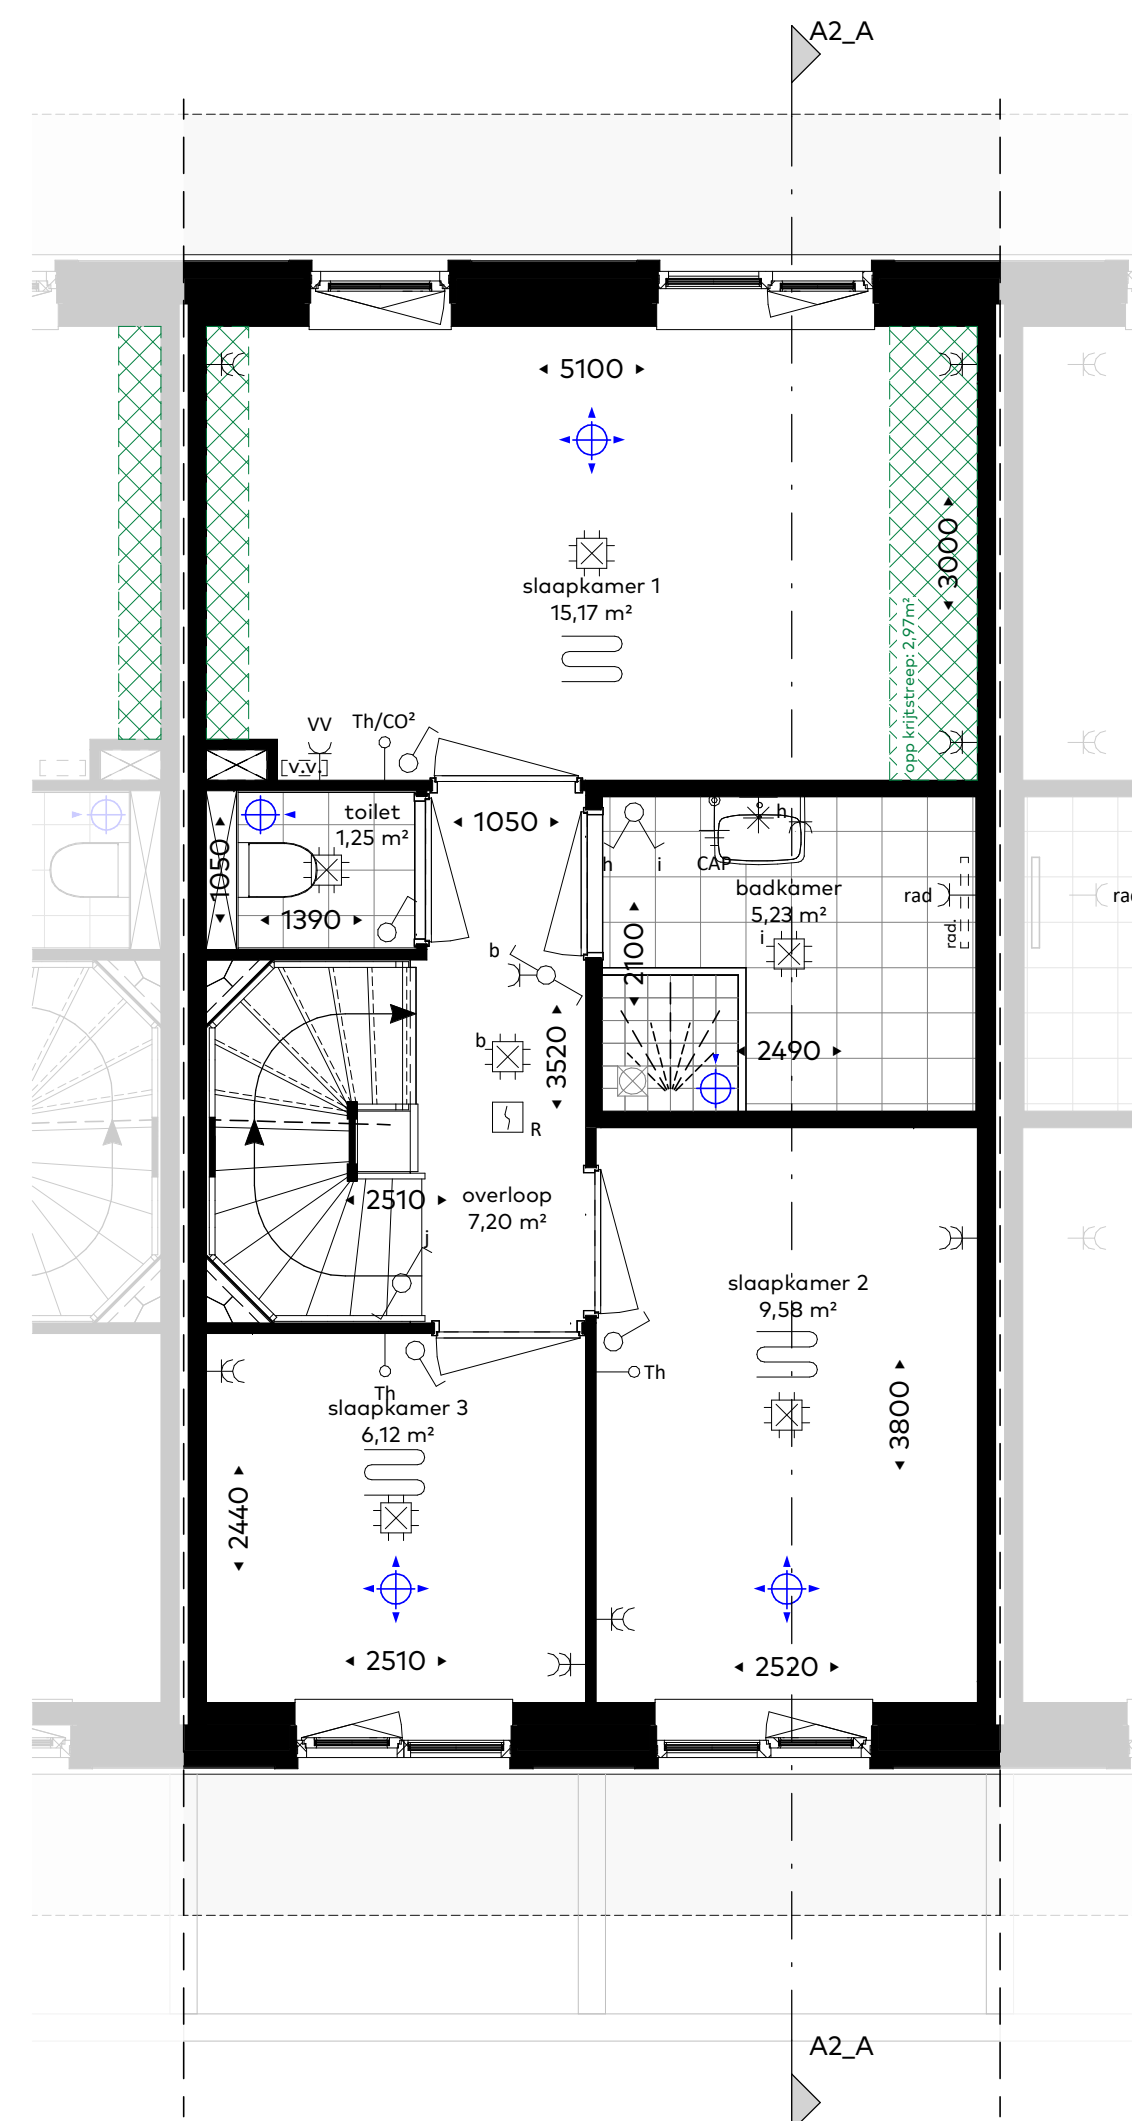 A2_A
5100
slaapkamer 1
15,17 m²
3000
opp krijtstreep: 2,97m²
VV
Th/CO²
v.v.
toilet
1,25 m²
1050
1050
1390
h
h
i
CAP
badkamer
5,23 m²
i
rad
rad.
rad
2100
2490
b
b
3520
R
2510
overloop
7,20 m²
j
slaapkamer 2
9,58 m²
Th
3800
Th
slaapkamer 3
6,12 m²
2440
2510
2520
A2_A